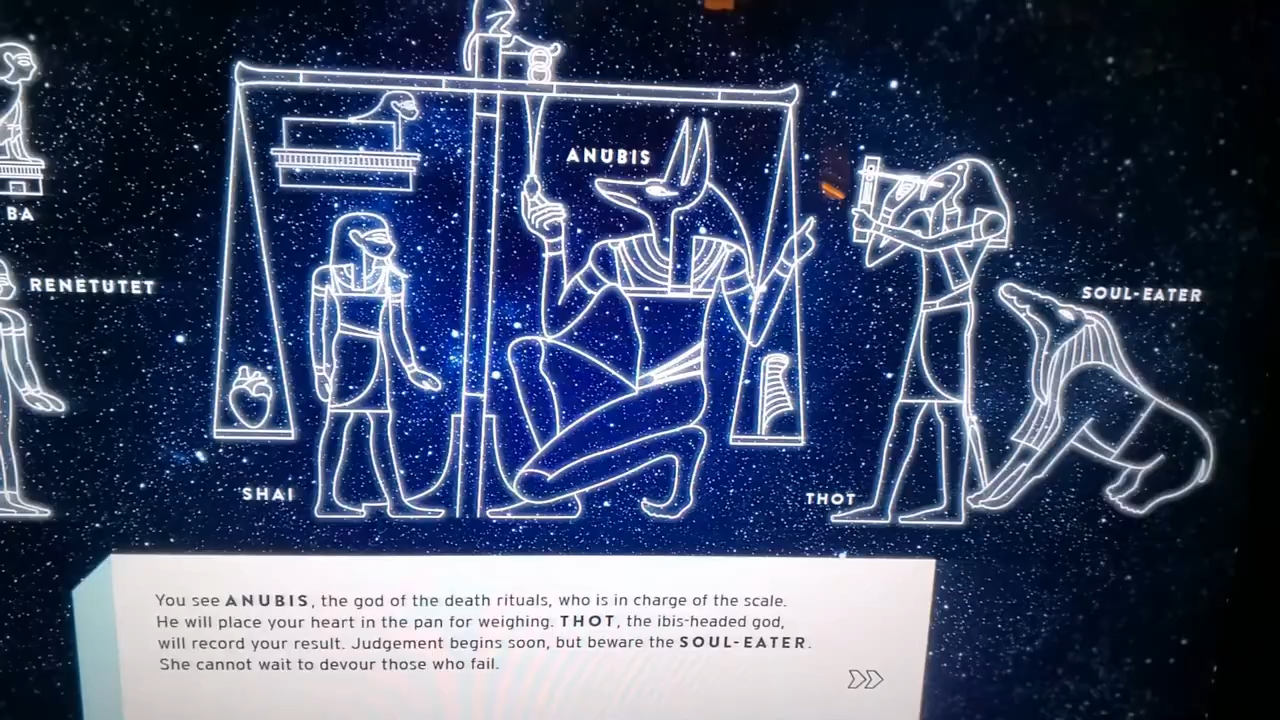 ANUBIS
BA
RENETUTET
SOUL-EATER
SHAI
THOT
You see ANUBIS, the god of the death rituals, who is in charge of the scale.
He will place your heart in the pan for weighing. THOT, the ibis-headed god,
will record your result. Judgement begins soon, but beware the SOUL-EATER.
She cannot wait to devour those who fail.